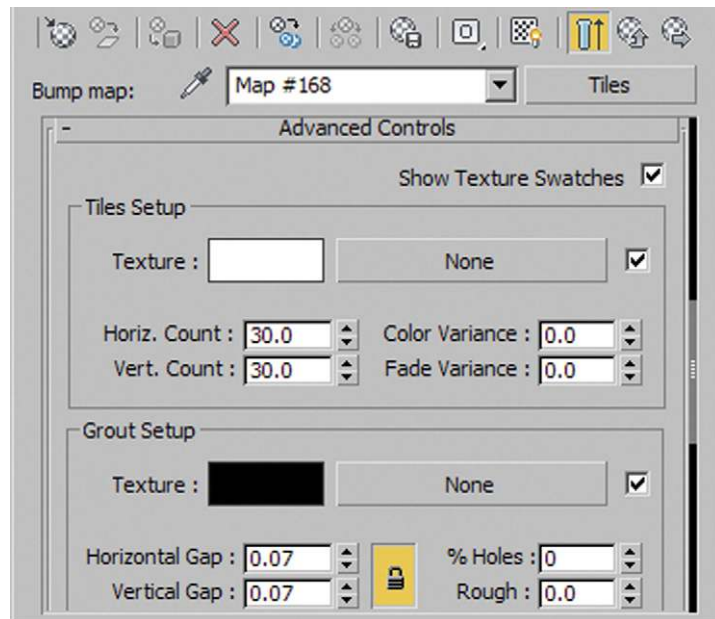 Bump map: Map #168 Tiles
- Advanced Controls
Show Texture Swatches
Tiles Setup
Texture : None
Horiz. Count : 30.0 Color Variance : 0.0
Vert. Count : 30.0 Fade Variance : 0.0
Grout Setup
Texture : None
Horizontal Gap : 0.07 % Holes : 0
Vertical Gap : 0.07 Rough : 0.0